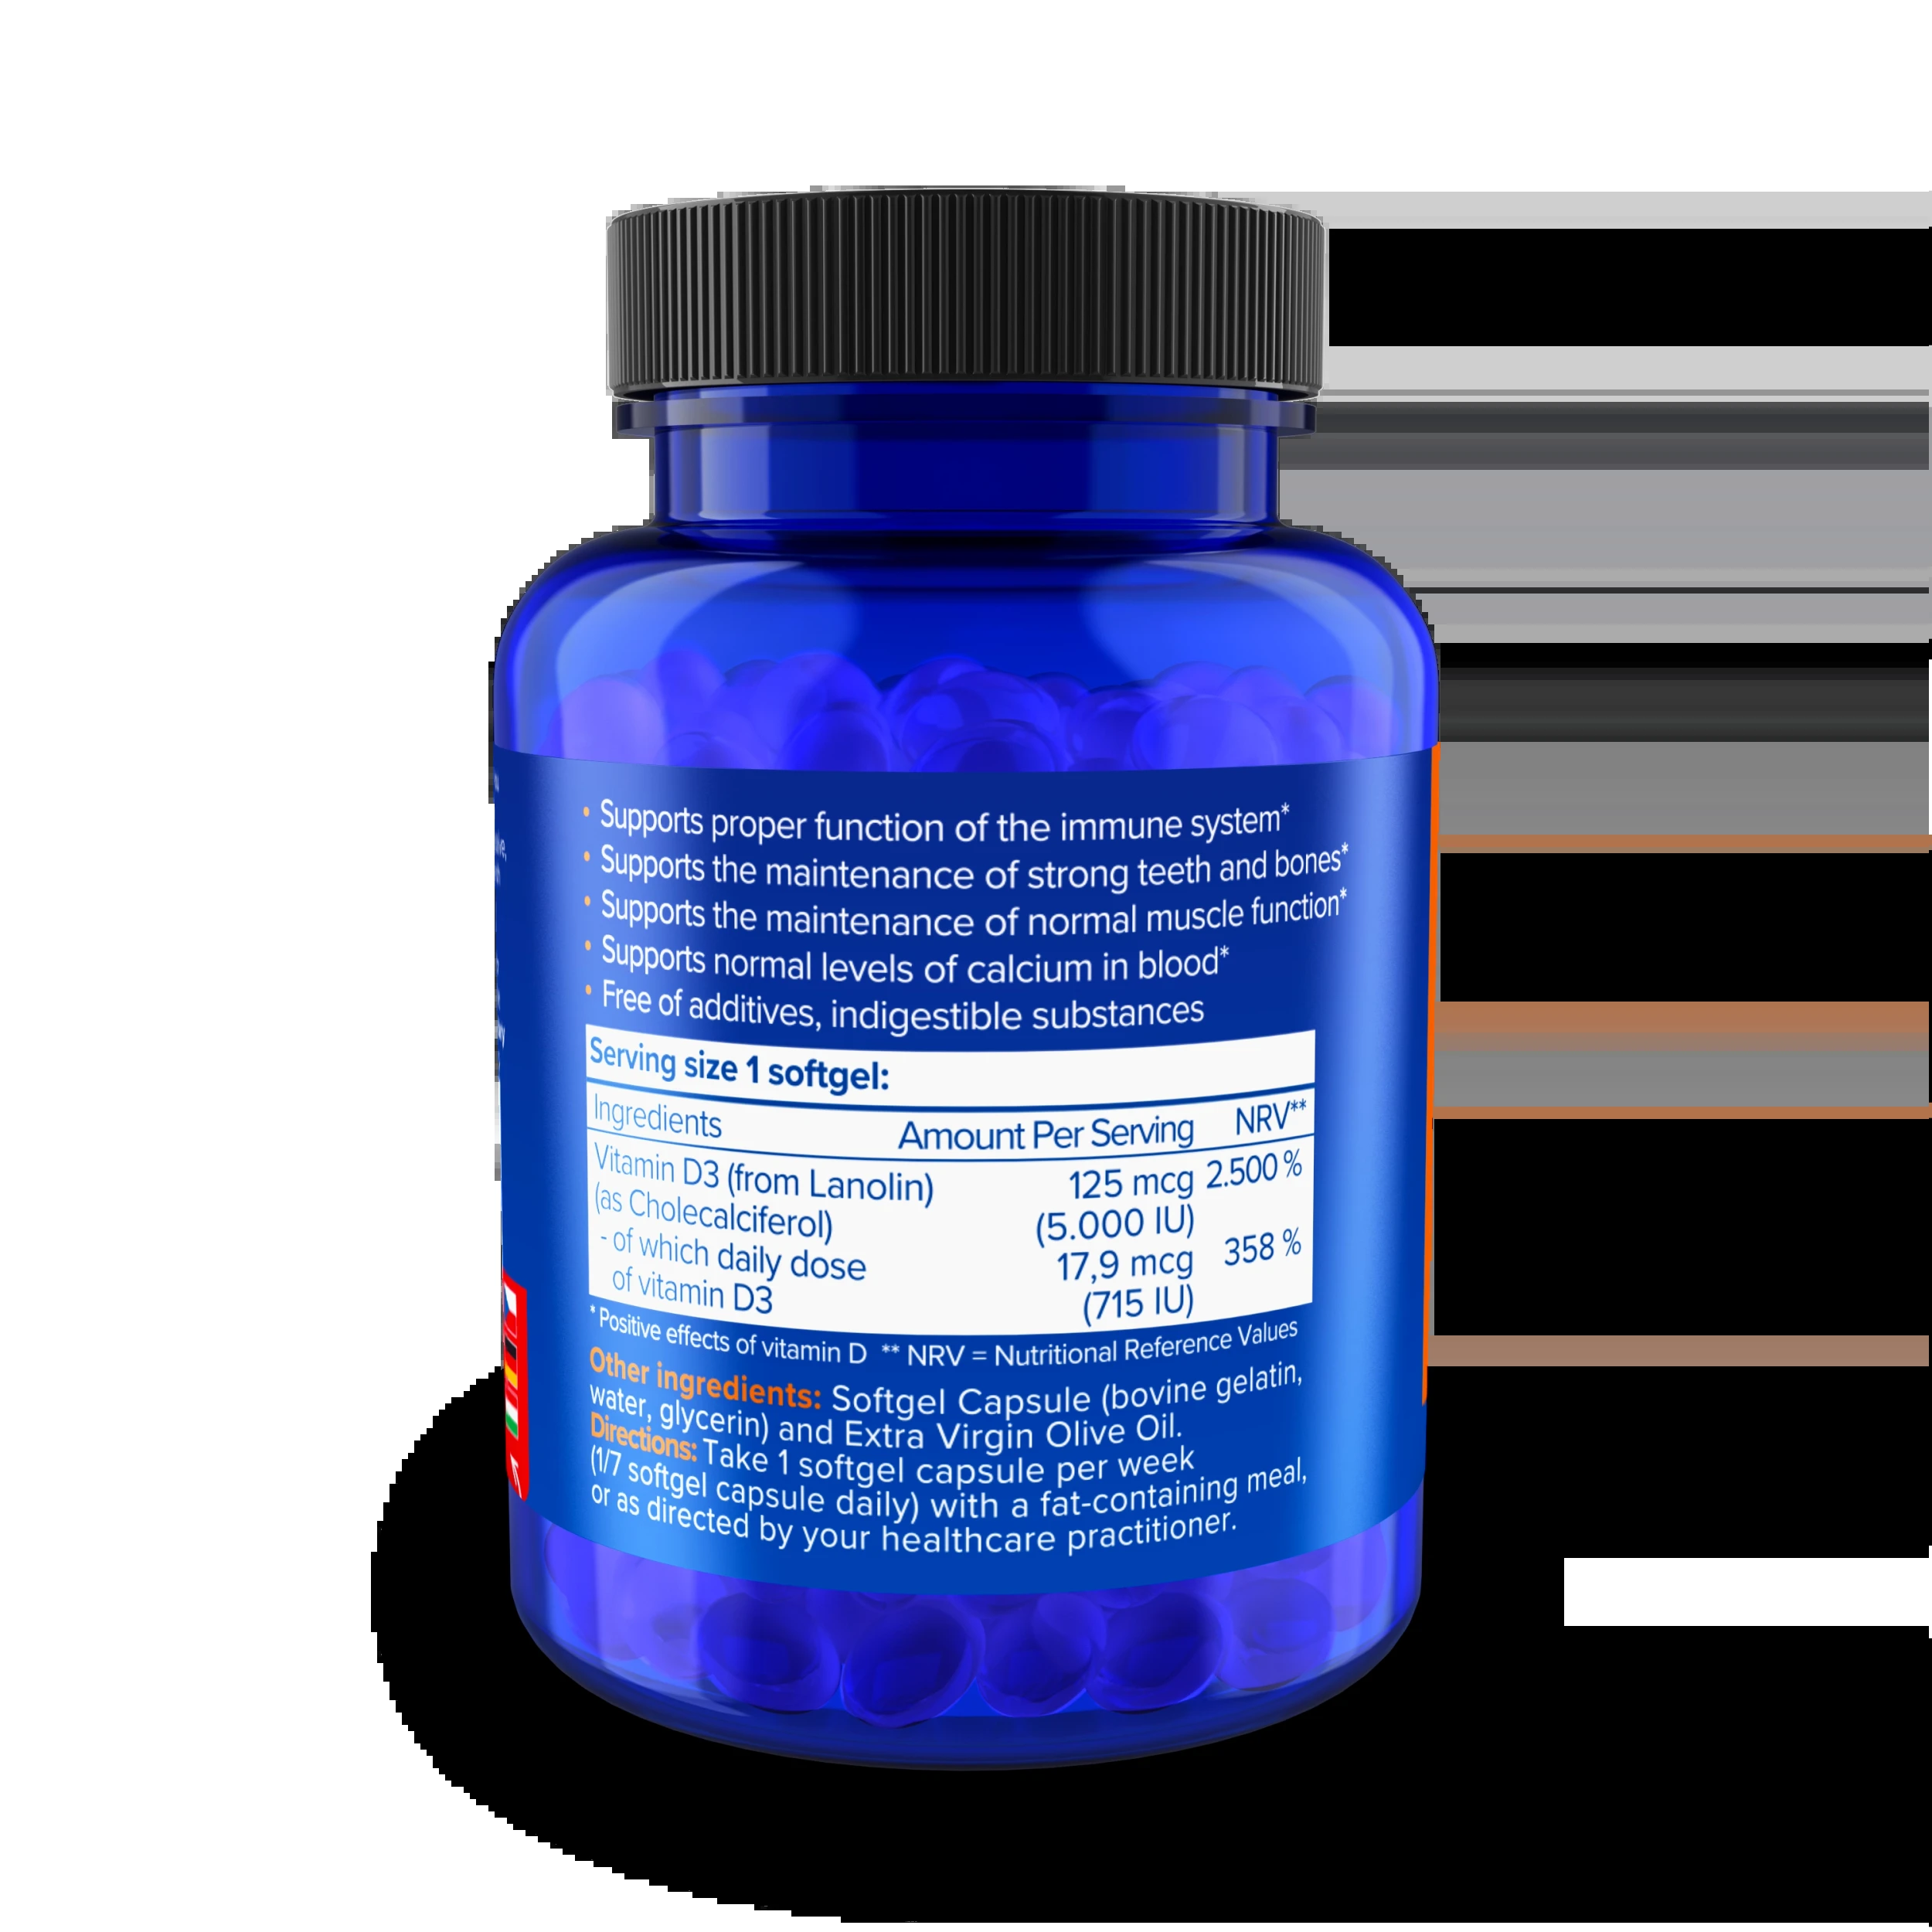 • Supports proper function of the immune system*
• Supports the maintenance of strong teeth and bones*
• Supports the maintenance of normal muscle function*
• Supports normal levels of calcium in blood*
• Free of additives, indigestible substances
Serving size 1 softgel:
Ingredients Amount Per Serving NRV**
Vitamin D3 (from Lanolin) 125 mcg 2.500 %
(as Cholecalciferol) (5.000 IU)
- of which daily dose 17,9 mcg 358 %
of vitamin D3 (715 IU)
* Positive effects of vitamin D ** NRV = Nutritional Reference Values
Other ingredients: Softgel Capsule (bovine gelatin,
water, glycerin) and Extra Virgin Olive Oil.
Directions: Take 1 softgel capsule per week
(1/7 softgel capsule daily) with a fat-containing meal,
or as directed by your healthcare practitioner.